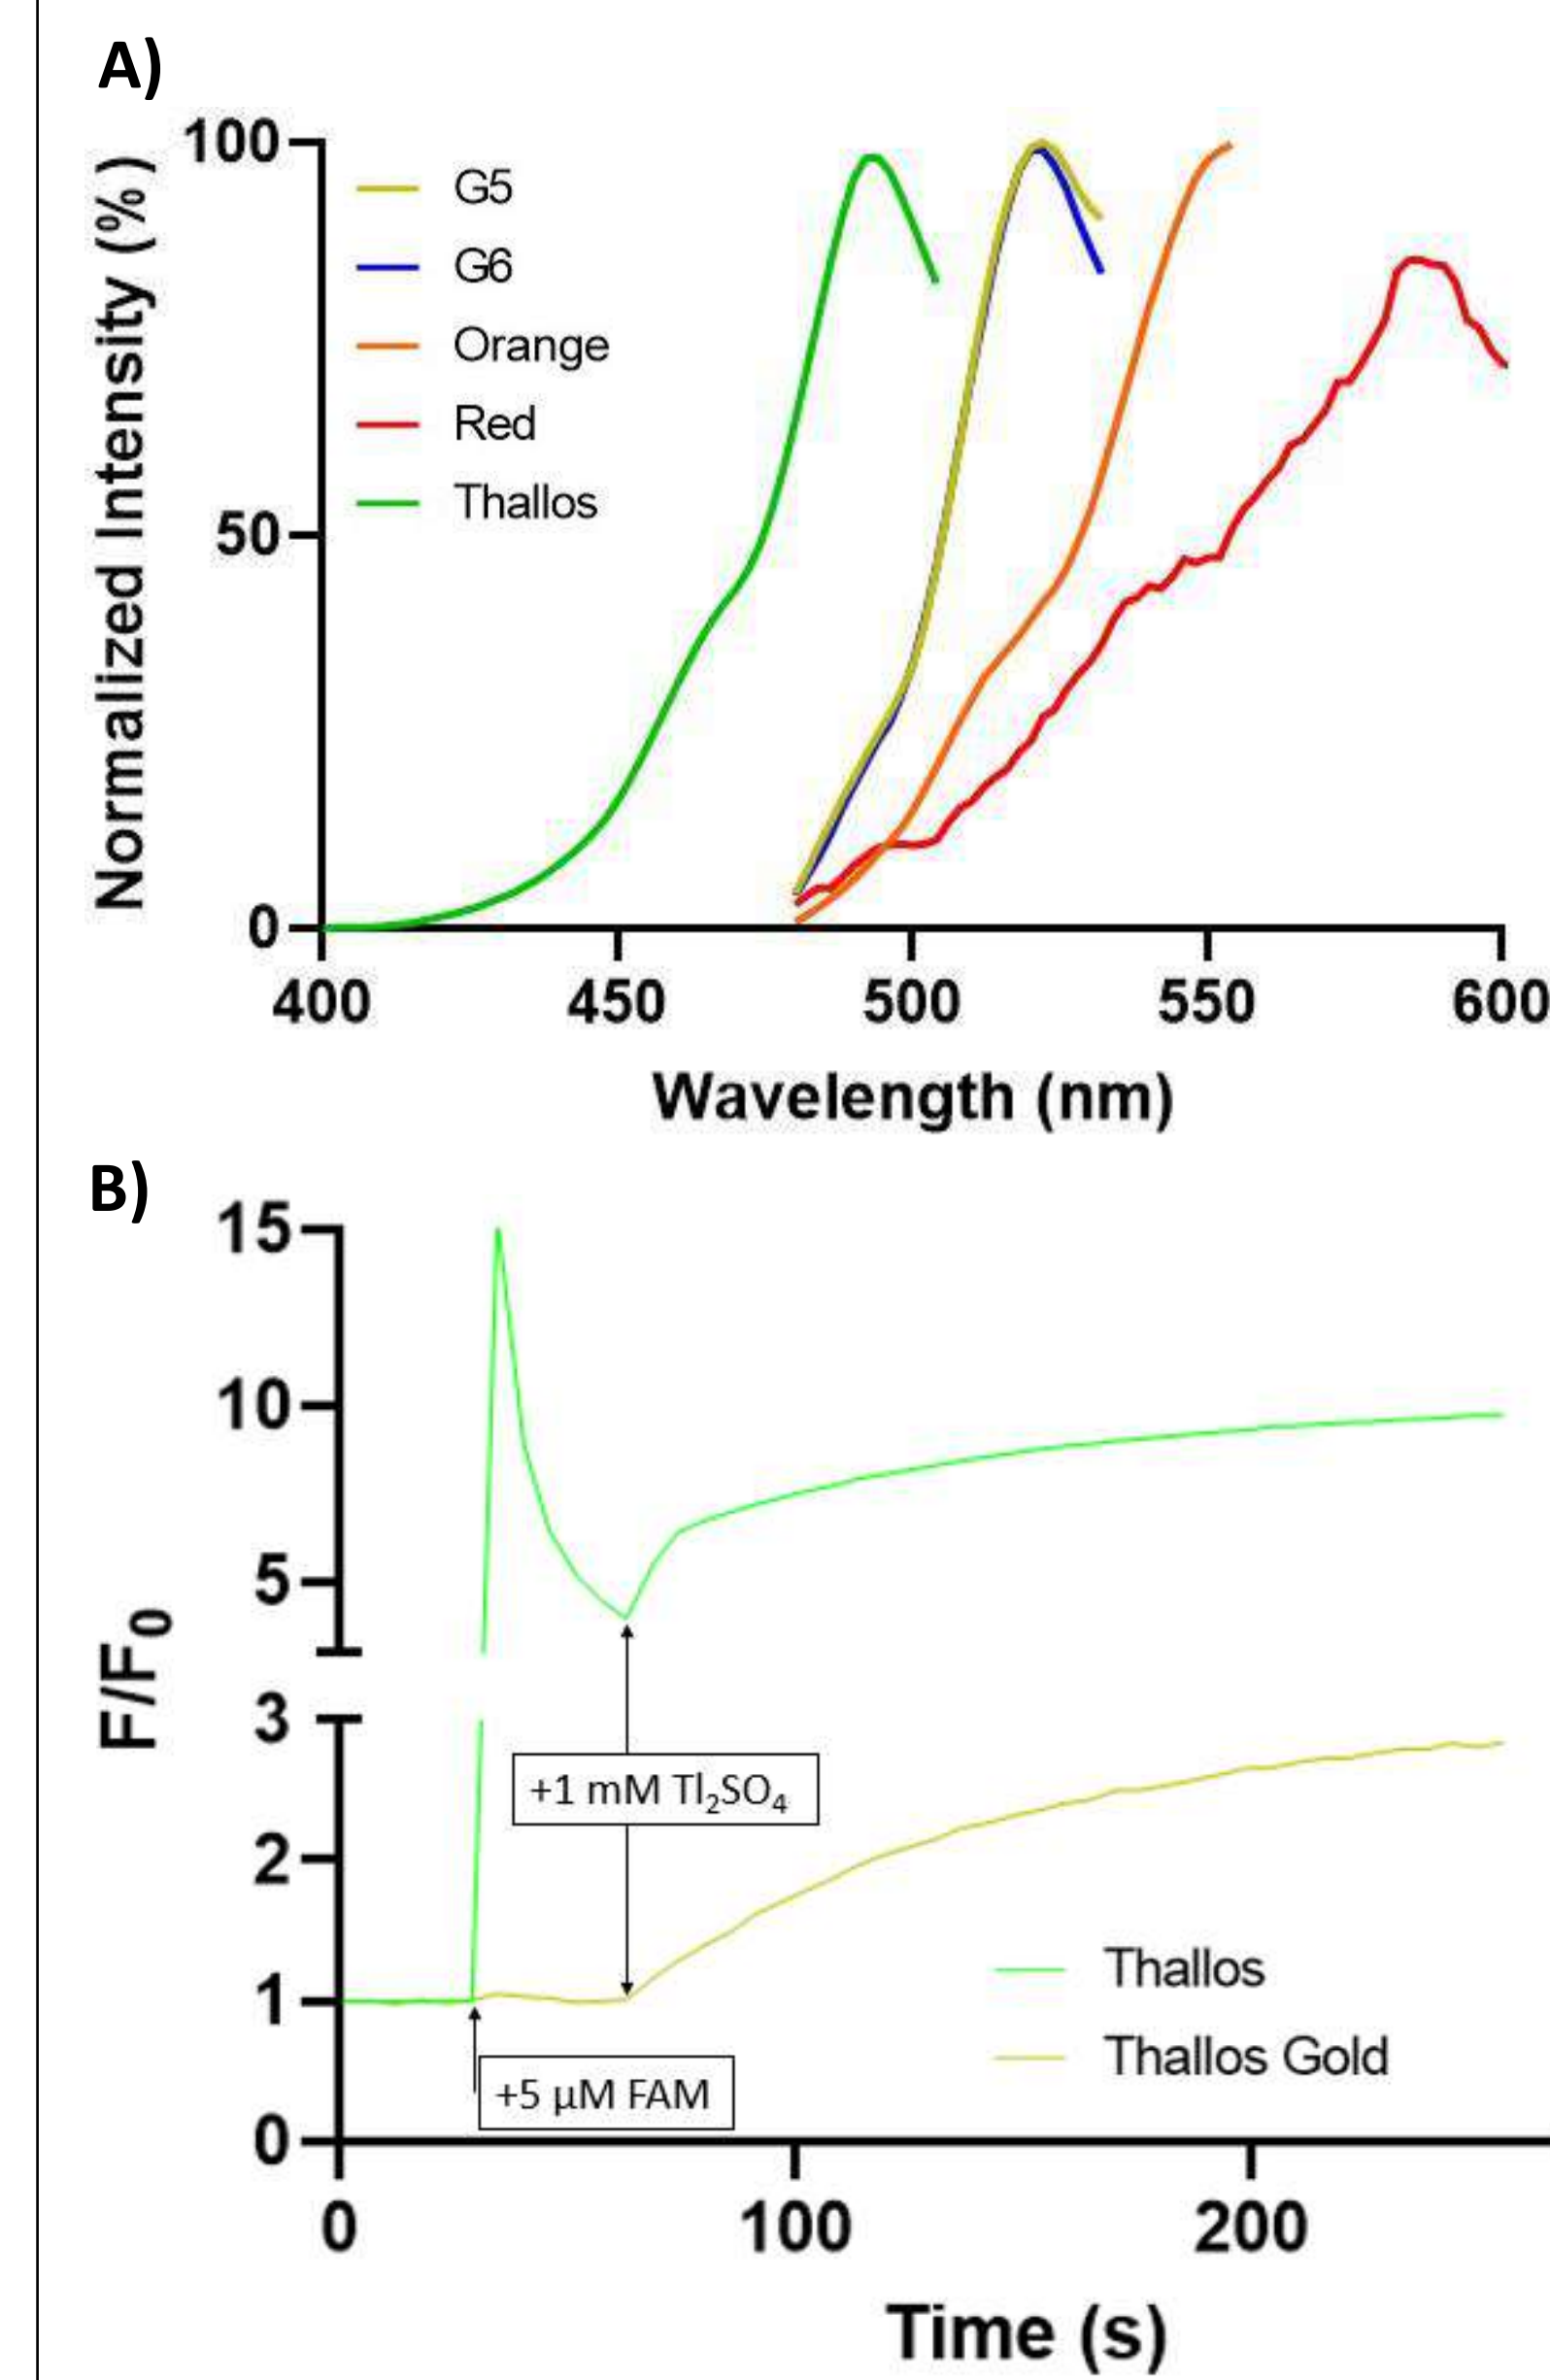 A)
Normalized Intensity (%)
100
50
0
G5
G6
Orange
Red
Thallos
400 450 500 550 600
Wavelength (nm)
B)
F/F₀
15
10
5
3
2
1
0
+1 mM Tl₂SO₄
+5 µM FAM
Thallos
Thallos Gold
0 100 200
Time (s)